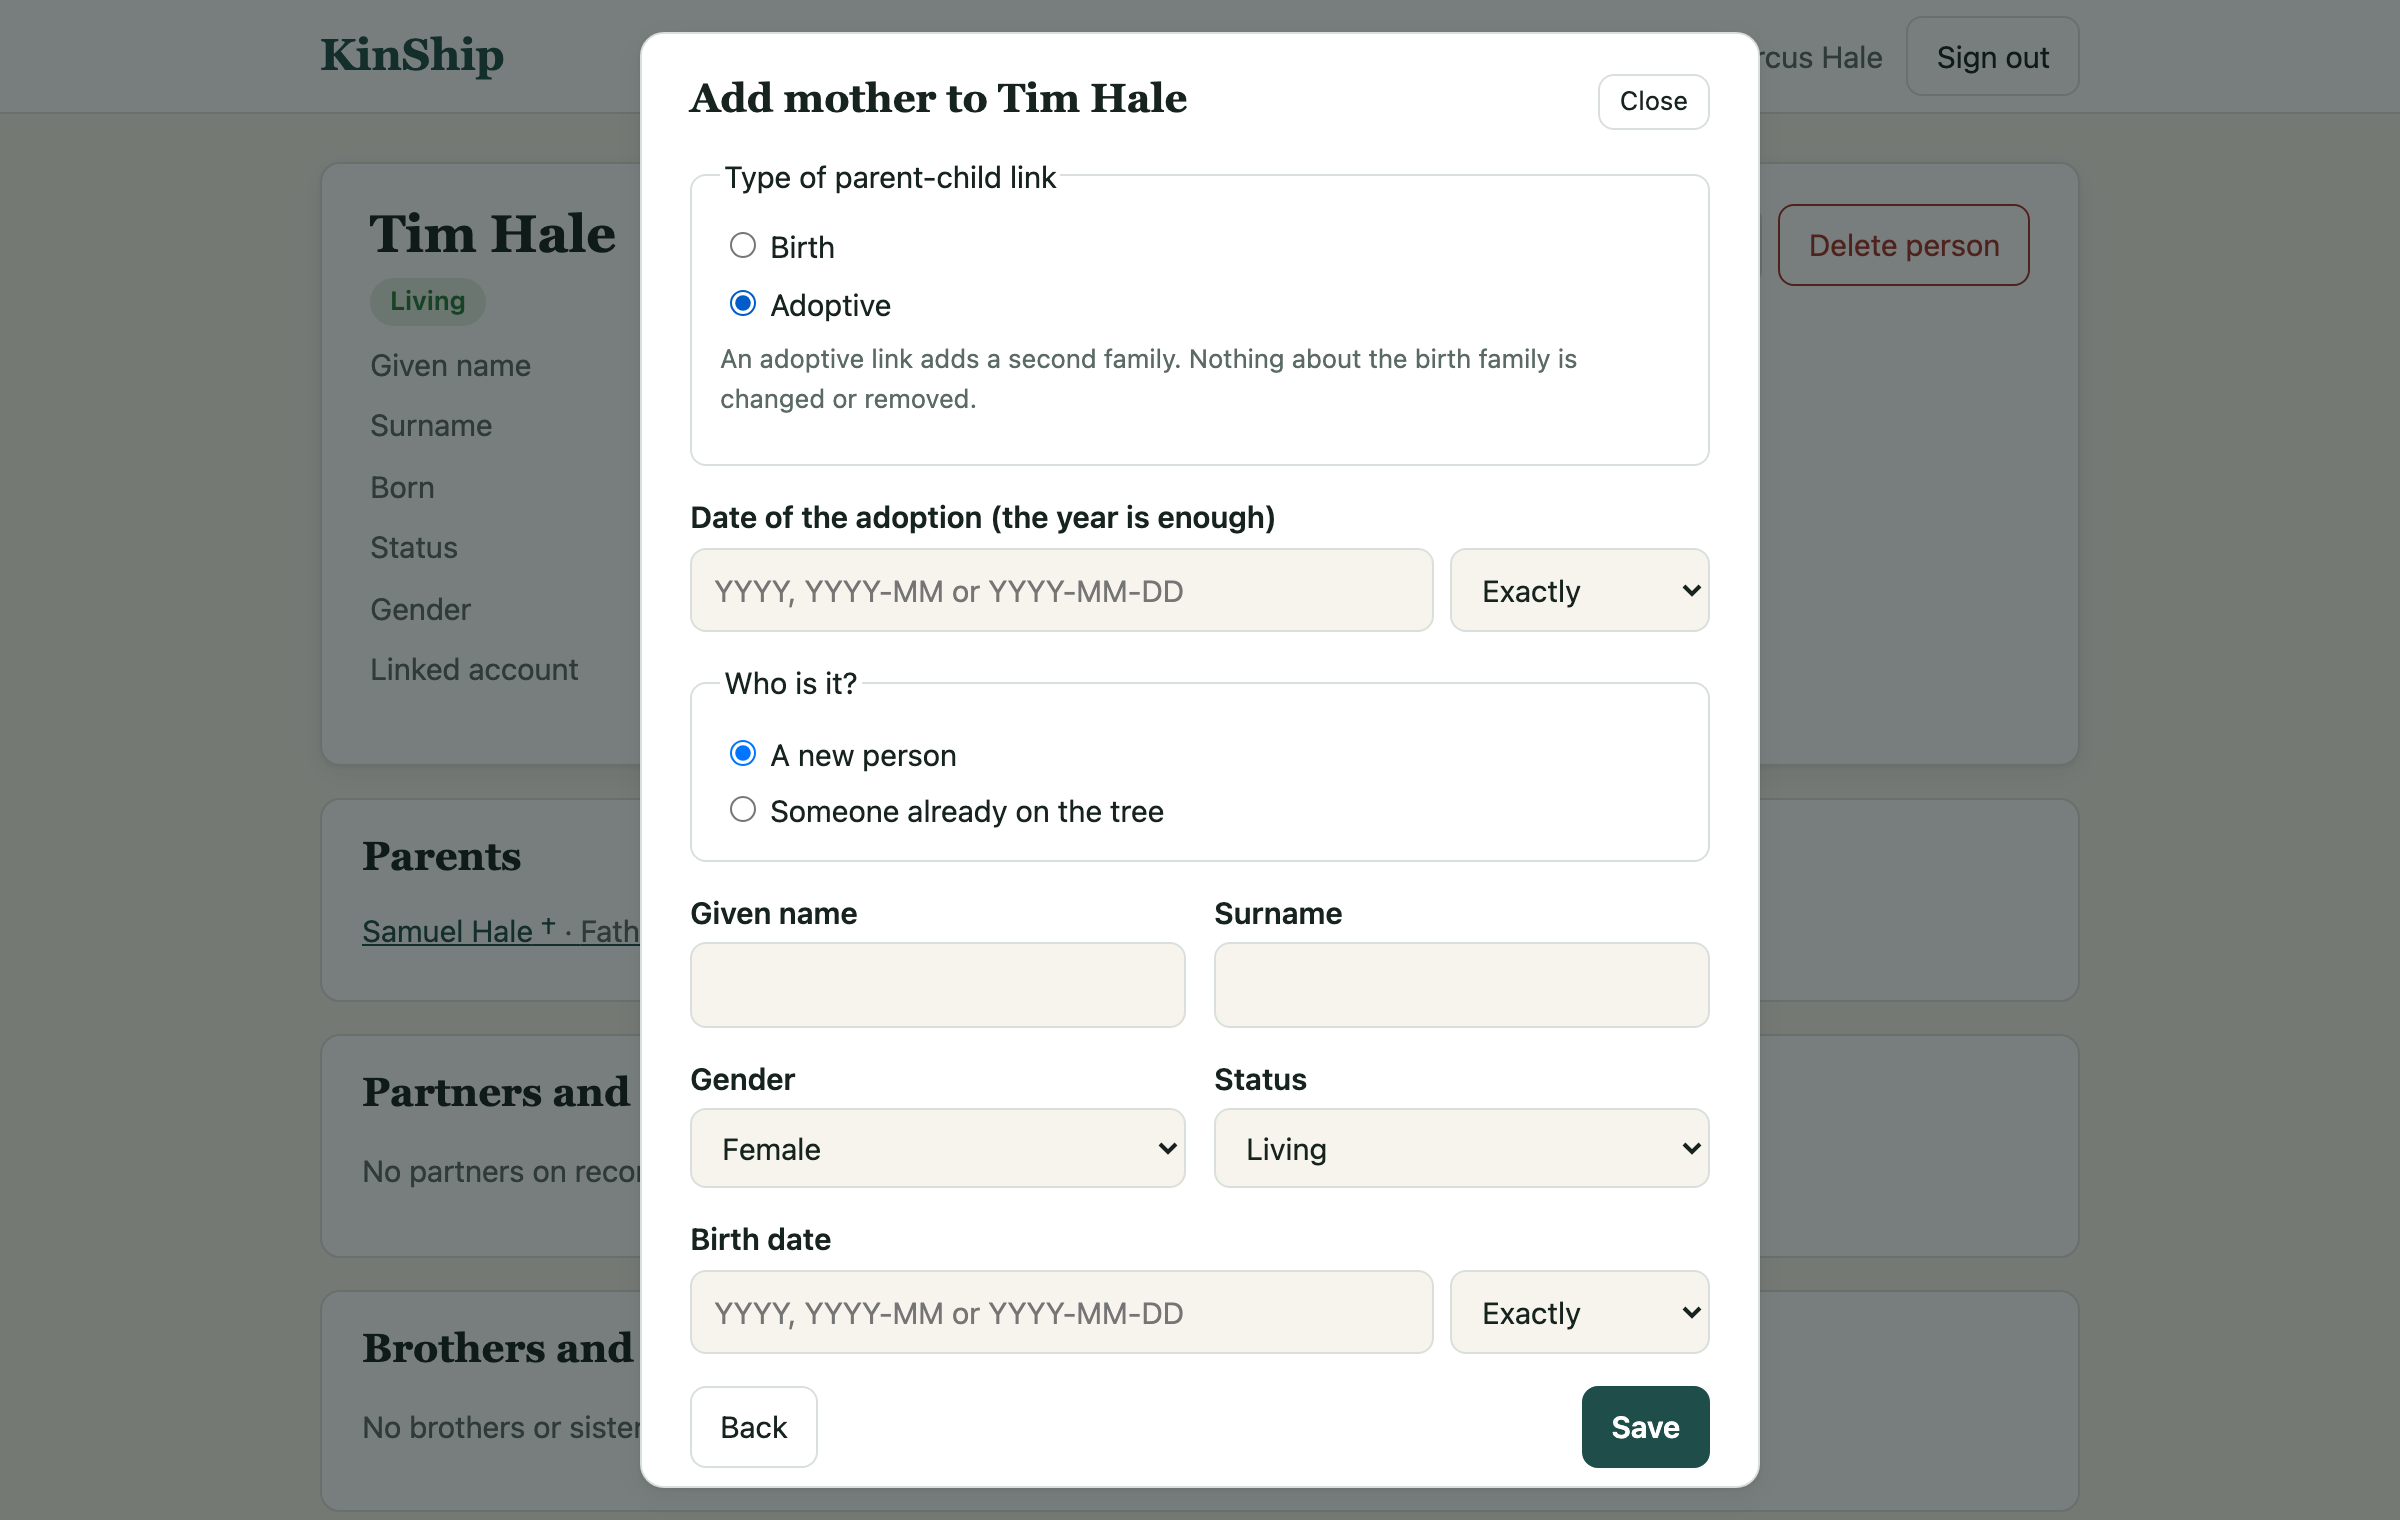 KinShip
Hale
Sign out
Add mother to Tim Hale
Close
Type of parent-child link
Birth
Adoptive
An adoptive link adds a second family. Nothing about the birth family is
changed or removed.
Date of the adoption (the year is enough)
YYYY, YYYY-MM or YYYY-MM-DD
Exactly
Who is it?
A new person
Someone already on the tree
Given name
Surname
Gender
Status
Female
Living
Birth date
YYYY, YYYY-MM or YYYY-MM-DD
Exactly
Back
Save
Tim Hale
Living
Given name
Surname
Born
Status
Gender
Linked account
Delete person
Parents
Samuel Hale † ·
Partners and
No partners on
Brothers and
No brothers or